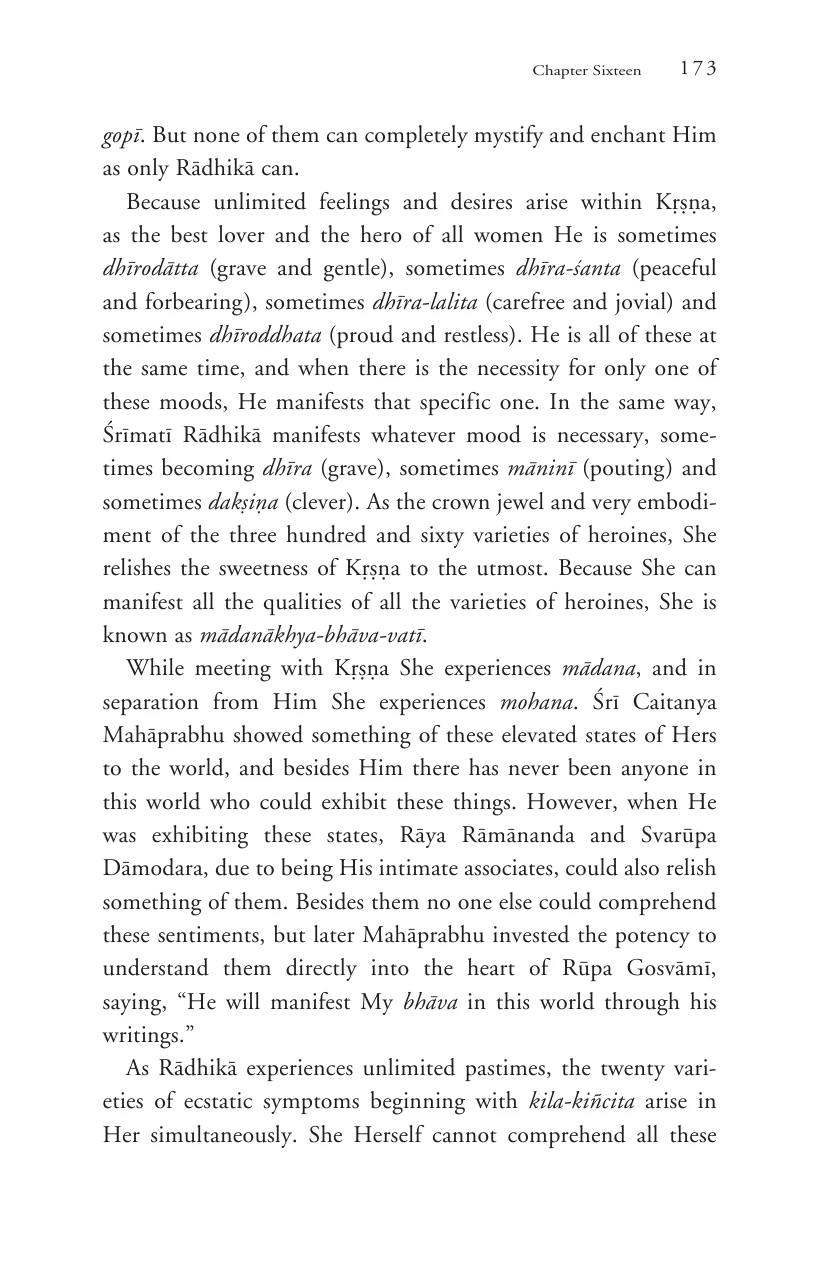 Chapter Sixteen 173
gopī. But none of them can completely mystify and enchant Him
as only Rādhikā can.
Because unlimited feelings and desires arise within Kṛṣṇa,
as the best lover and the hero of all women He is sometimes
dhīrodātta (grave and gentle), sometimes dhīra-śanta (peaceful
and forbearing), sometimes dhīra-lalita (carefree and jovial) and
sometimes dhīroddhata (proud and restless). He is all of these at
the same time, and when there is the necessity for only one of
these moods, He manifests that specific one. In the same way,
Śrīmatī Rādhikā manifests whatever mood is necessary, some-
times becoming dhīra (grave), sometimes māninī (pouting) and
sometimes dakṣiṇa (clever). As the crown jewel and very embodi-
ment of the three hundred and sixty varieties of heroines, She
relishes the sweetness of Kṛṣṇa to the utmost. Because She can
manifest all the qualities of all the varieties of heroines, She is
known as mādanākhya-bhāva-vatī.
While meeting with Kṛṣṇa She experiences mādana, and in
separation from Him She experiences mohana. Śrī Caitanya
Mahāprabhu showed something of these elevated states of Hers
to the world, and besides Him there has never been anyone in
this world who could exhibit these things. However, when He
was exhibiting these states, Rāya Rāmānanda and Svarūpa
Dāmodara, due to being His intimate associates, could also relish
something of them. Besides them no one else could comprehend
these sentiments, but later Mahāprabhu invested the potency to
understand them directly into the heart of Rūpa Gosvāmī,
saying, “He will manifest My bhāva in this world through his
writings.”
As Rādhikā experiences unlimited pastimes, the twenty vari-
eties of ecstatic symptoms beginning with kila-kiñcita arise in
Her simultaneously. She Herself cannot comprehend all these